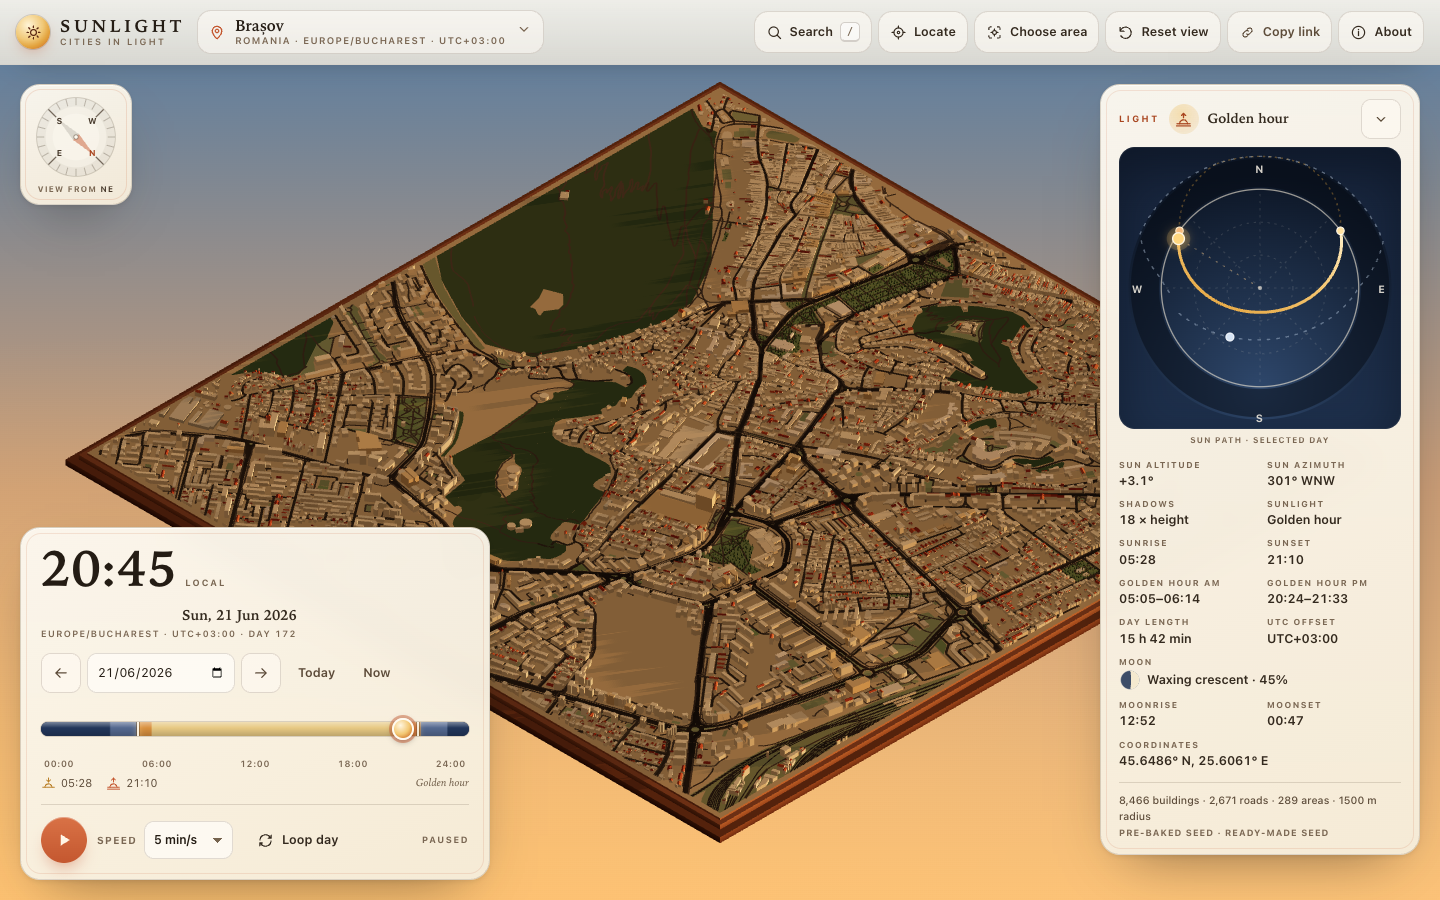 SUNLIGHT
CITIES IN LIGHT
Brașov
ROMANIA · EUROPE/BUCHAREST · UTC+03:00
Search /
Locate
Choose area
Reset view
Copy link
About
S W
E N
VIEW FROM NE
LIGHT Golden hour
N
W E
S
SUN PATH · SELECTED DAY
SUN ALTITUDE SUN AZIMUTH
+3.1° 301° WNW
SHADOWS SUNLIGHT
18 × height Golden hour
SUNRISE SUNSET
05:28 21:10
GOLDEN HOUR AM GOLDEN HOUR PM
05:05–06:14 20:24–21:33
DAY LENGTH UTC OFFSET
15 h 42 min UTC+03:00
MOON
Waxing crescent · 45%
MOONRISE MOONSET
12:52 00:47
COORDINATES
45.6486° N, 25.6061° E
8,466 buildings · 2,671 roads · 289 areas · 1500 m
radius
PRE-BAKED SEED · READY-MADE SEED
20:45 LOCAL
Sun, 21 Jun 2026
EUROPE/BUCHAREST · UTC+03:00 · DAY 172
21/06/2026 Today Now
00:00 06:00 12:00 18:00 24:00
05:28 21:10 Golden hour
SPEED 5 min/s Loop day PAUSED